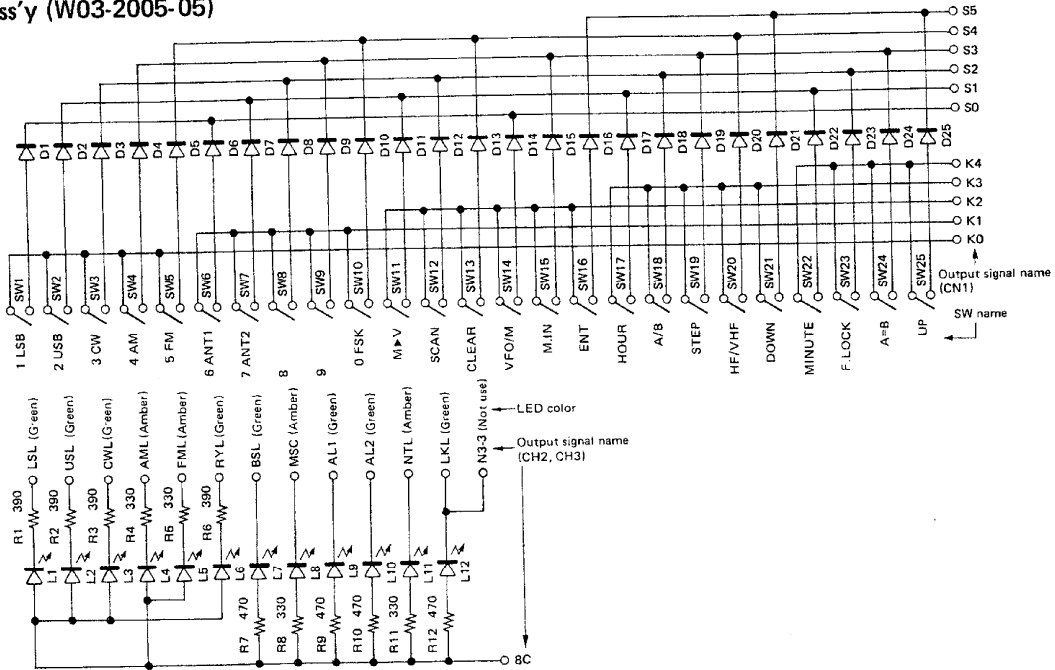 ss'y (W03-2005-05)
S5
S4
S3
S2
S1
S0
D1 D2 D3 D4 D5 D6 D7 D8 D9 D10 D11 D12 D13 D14 D15 D16 D17 D18 D19 D20 D21 D22 D23 D24 D25
K4
K3
K2
K1
K0
SW1 SW2 SW3 SW4 SW5 SW6 SW7 SW8 SW9 SW10 SW11 SW12 SW13 SW14 SW15 SW16 SW17 SW18 SW19 SW20 SW21 SW22 SW23 SW24 SW25
Output signal name
(CN1)
SW name
1 LSB
2 USB
3 CW
4 AM
5 FM
6 ANT1
7 ANT2
8
9
0 FSK
M►V
SCAN
CLEAR
VFO/M
M.IN
ENT
HOUR
A/B
STEP
HF/VHF
DOWN
MINUTE
F.LOCK
A=B
UP
LSL (Green)
USL (Green)
CWL (Green)
AML (Amber)
FML (Amber)
RYL (Green)
BSL (Green)
MSC (Amber)
AL1 (Green)
AL2 (Green)
NTL (Amber)
LKL (Green)
N3-3 (Not use)
LED color
Output signal name
(CH2, CH3)
R1 390
R2 390
R3 390
R4 330
R5 330
R6 390
L1 L2 L3 L4 L5 L6 L7 L8 L9 L10 L11 L12
R7 470
R8 330
R9 470
R10 470
R11 330
R12 470
8C